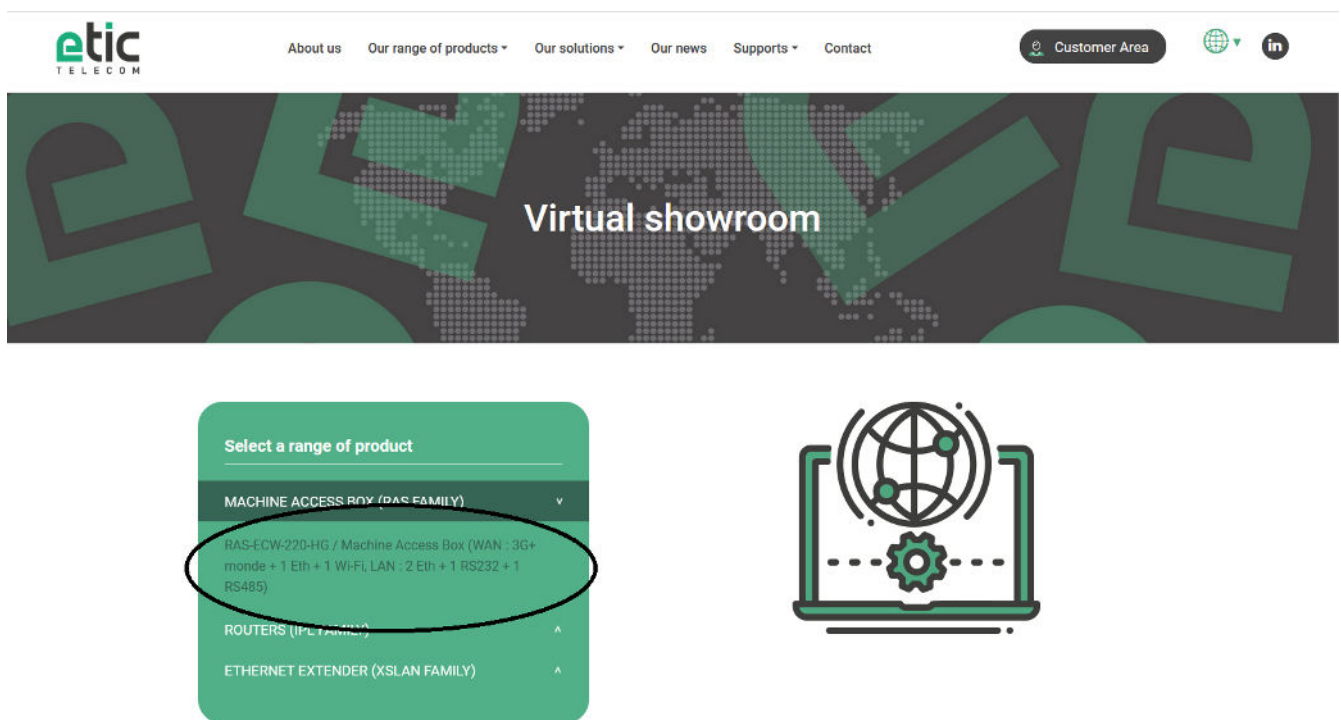 etic
TELECOM
About us
Our range of products
Our solutions
Our news
Supports
Contact
Customer Area
in
Virtual showroom
Select a range of product
MACHINE ACCESS BOX (RAS FAMILY)
RAS-ECW-220-HG / Machine Access Box (WAN : 3G+
monde + 1 Eth + 1 Wi-Fi, LAN : 2 Eth + 1 RS232 + 1
RS485)
ROUTERS (IPL FAMILY)
ETHERNET EXTENDER (XSLAN FAMILY)